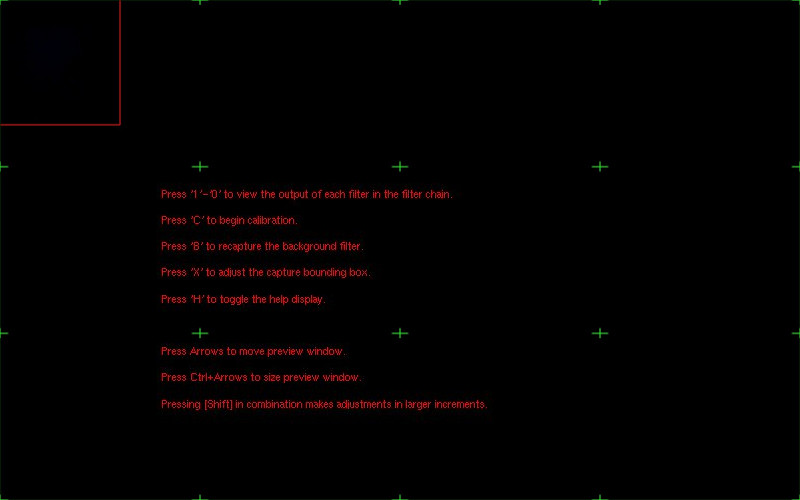 Press '1'-'0' to view the output of each filter in the filter chain.
Press 'C' to begin calibration.
Press 'B' to recapture the background filter.
Press 'X' to adjust the capture bounding box.
Press 'H' to toggle the help display.
Press Arrows to move preview window.
Press Ctrl+Arrows to size preview window.
Pressing [Shift] in combination makes adjustments in larger increments.